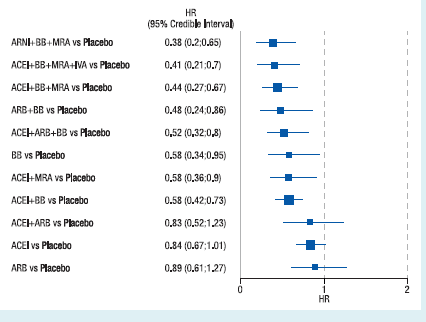 HR
(95% Credible Interval)
ARNI+BB+MRA vs Placebo 0.38 (0.2;0.65)
ACEI+BB+MRA+IVA vs Placebo 0.41 (0.21;0.7)
ACEI+BB+MRA vs Placebo 0.44 (0.27;0.67)
ARB+BB vs Placebo 0.48 (0.24;0.86)
ACEI+ARB+BB vs Placebo 0.52 (0.32;0.8)
BB vs Placebo 0.58 (0.34;0.95)
ACEI+MRA vs Placebo 0.58 (0.36;0.9)
ACEI+BB vs Placebo 0.58 (0.42;0.73)
ACEI+ARB vs Placebo 0.83 (0.52;1.23)
ACEI vs Placebo 0.84 (0.67;1.01)
ARB vs Placebo 0.89 (0.61;1.27)
0 1 2
HR